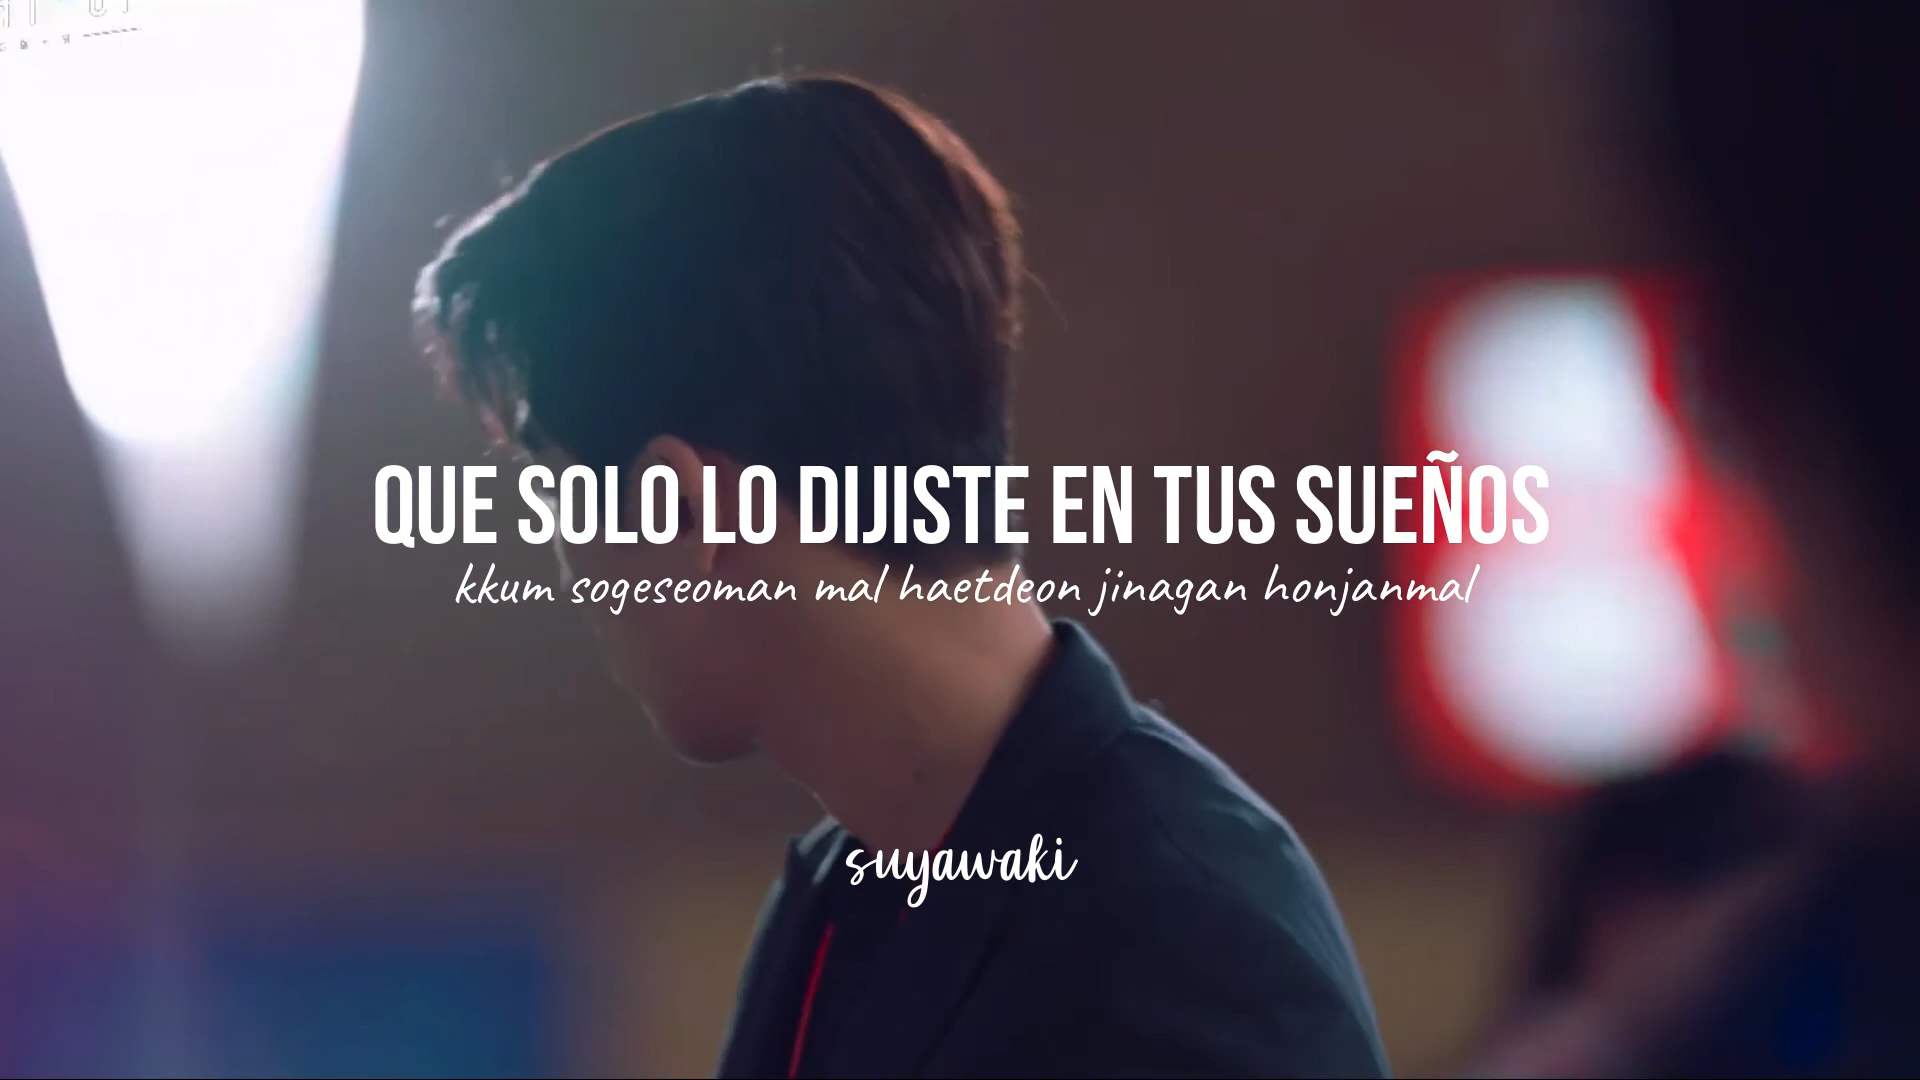 QUE SOLO LO DIJISTE EN TUS SUEÑOS
kkum sogeseoman mal haetdeon jinagan honjanmal
suyawaki